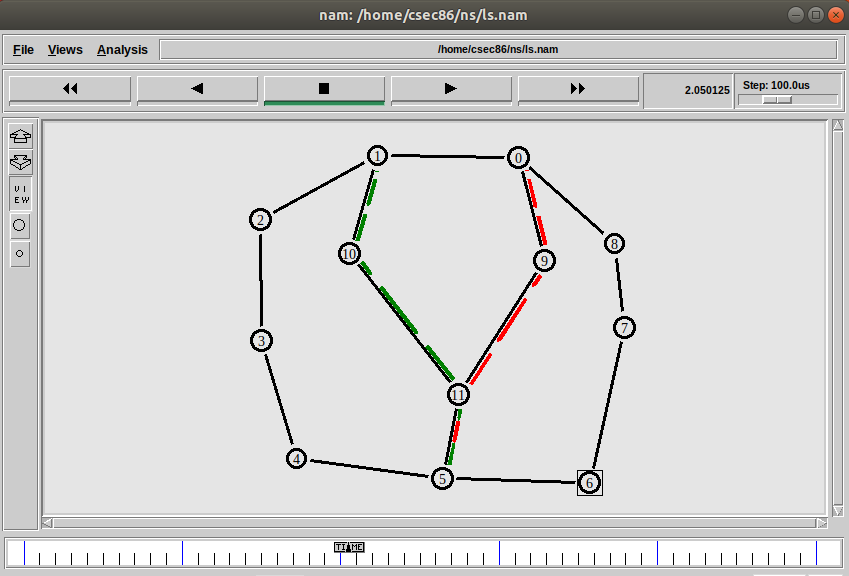 nam: /home/csec86/ns/ls.nam
File Views Analysis /home/csec86/ns/ls.nam
2.050125 Step: 100.0us
V I
E W
1 0
2
10 9 8
7
3
11
4
5 6
TIME